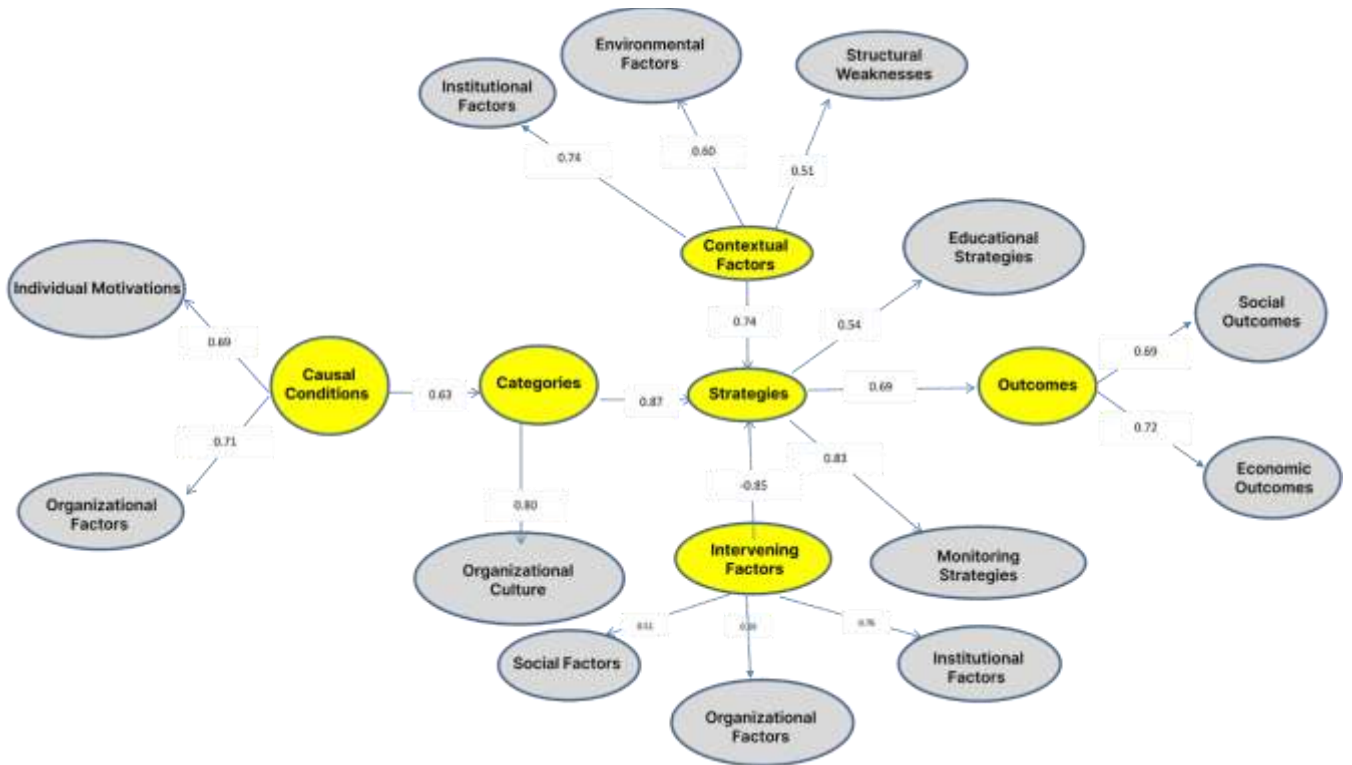 Environmental
Factors
Structural
Weaknesses
Institutional
Factors
0.74
0.60
0.51
Contextual
Factors
Educational
Strategies
Individual Motivations
Social
Outcomes
0.74
0.54
0.69
0.69
Causal
Conditions
Categories
Strategies
Outcomes
0.63
0.87
0.69
0.71
0.72
0.83
Organizational
Factors
Economic
Outcomes
0.80
-0.85
Intervening
Factors
Organizational
Culture
Monitoring
Strategies
0.51
0.76
Social Factors
Institutional
Factors
Organizational
Factors